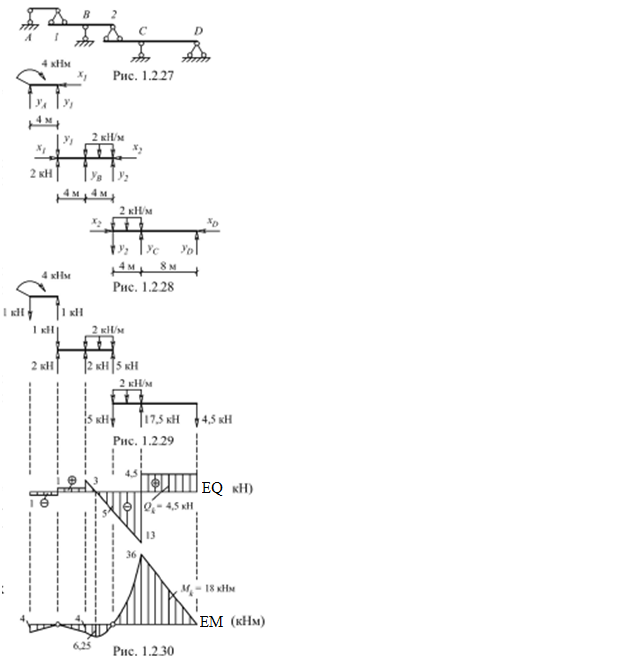 A 1 B 2 C D
Рис. 1.2.27
4 кНм
x1
yA y1
4 м
y1 2 кН/м
x1 x2
2 кН yB y2
4 м 4 м
2 кН/м
x2 xD
y2 yC yD
4 м 8 м
Рис. 1.2.28
4 кНм
1 кН 1 кН
1 кН 2 кН/м
2 кН 2 кН 5 кН
2 кН/м
5 кН 17,5 кН 4,5 кН
Рис. 1.2.29
1 3 4,5
EQ кН)
1 5 Qk = 4,5 кН
13
36
Mk = 18 кНм
4 4 EM (кНм)
6,25
Рис. 1.2.30